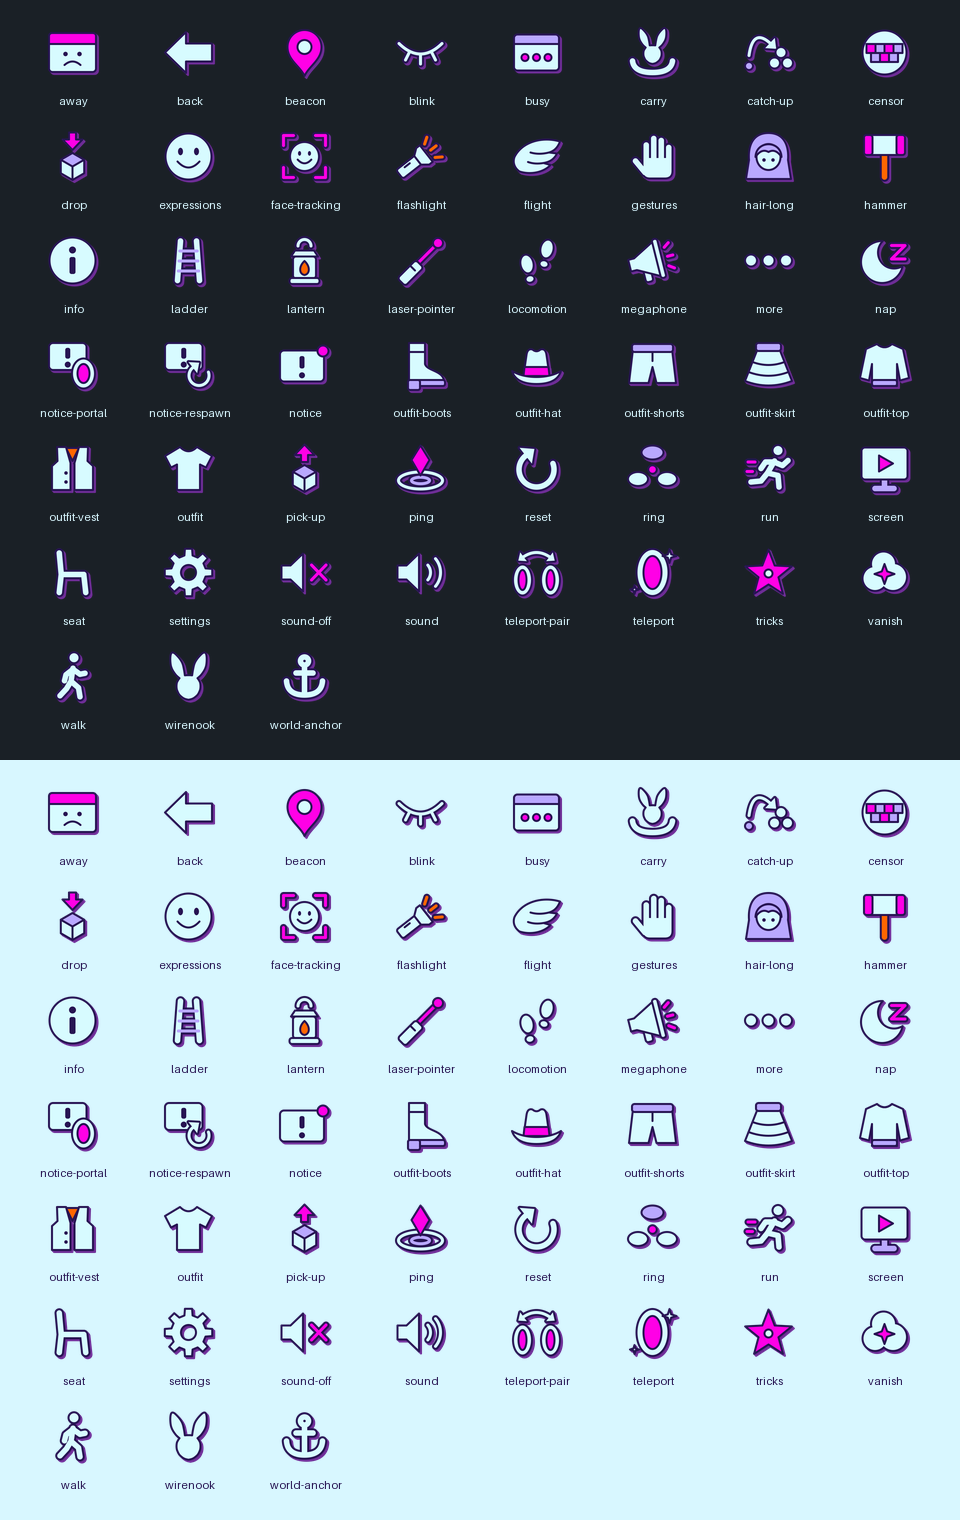 away back beacon blink busy carry catch-up censor
drop expressions face-tracking flashlight flight gestures hair-long hammer
info ladder lantern laser-pointer locomotion megaphone more nap
notice-portal notice-respawn notice outfit-boots outfit-hat outfit-shorts outfit-skirt outfit-top
outfit-vest outfit pick-up ping reset ring run screen
seat settings sound-off sound teleport-pair teleport tricks vanish
walk wirenook world-anchor
away back beacon blink busy carry catch-up censor
drop expressions face-tracking flashlight flight gestures hair-long hammer
info ladder lantern laser-pointer locomotion megaphone more nap
notice-portal notice-respawn notice outfit-boots outfit-hat outfit-shorts outfit-skirt outfit-top
outfit-vest outfit pick-up ping reset ring run screen
seat settings sound-off sound teleport-pair teleport tricks vanish
walk wirenook world-anchor